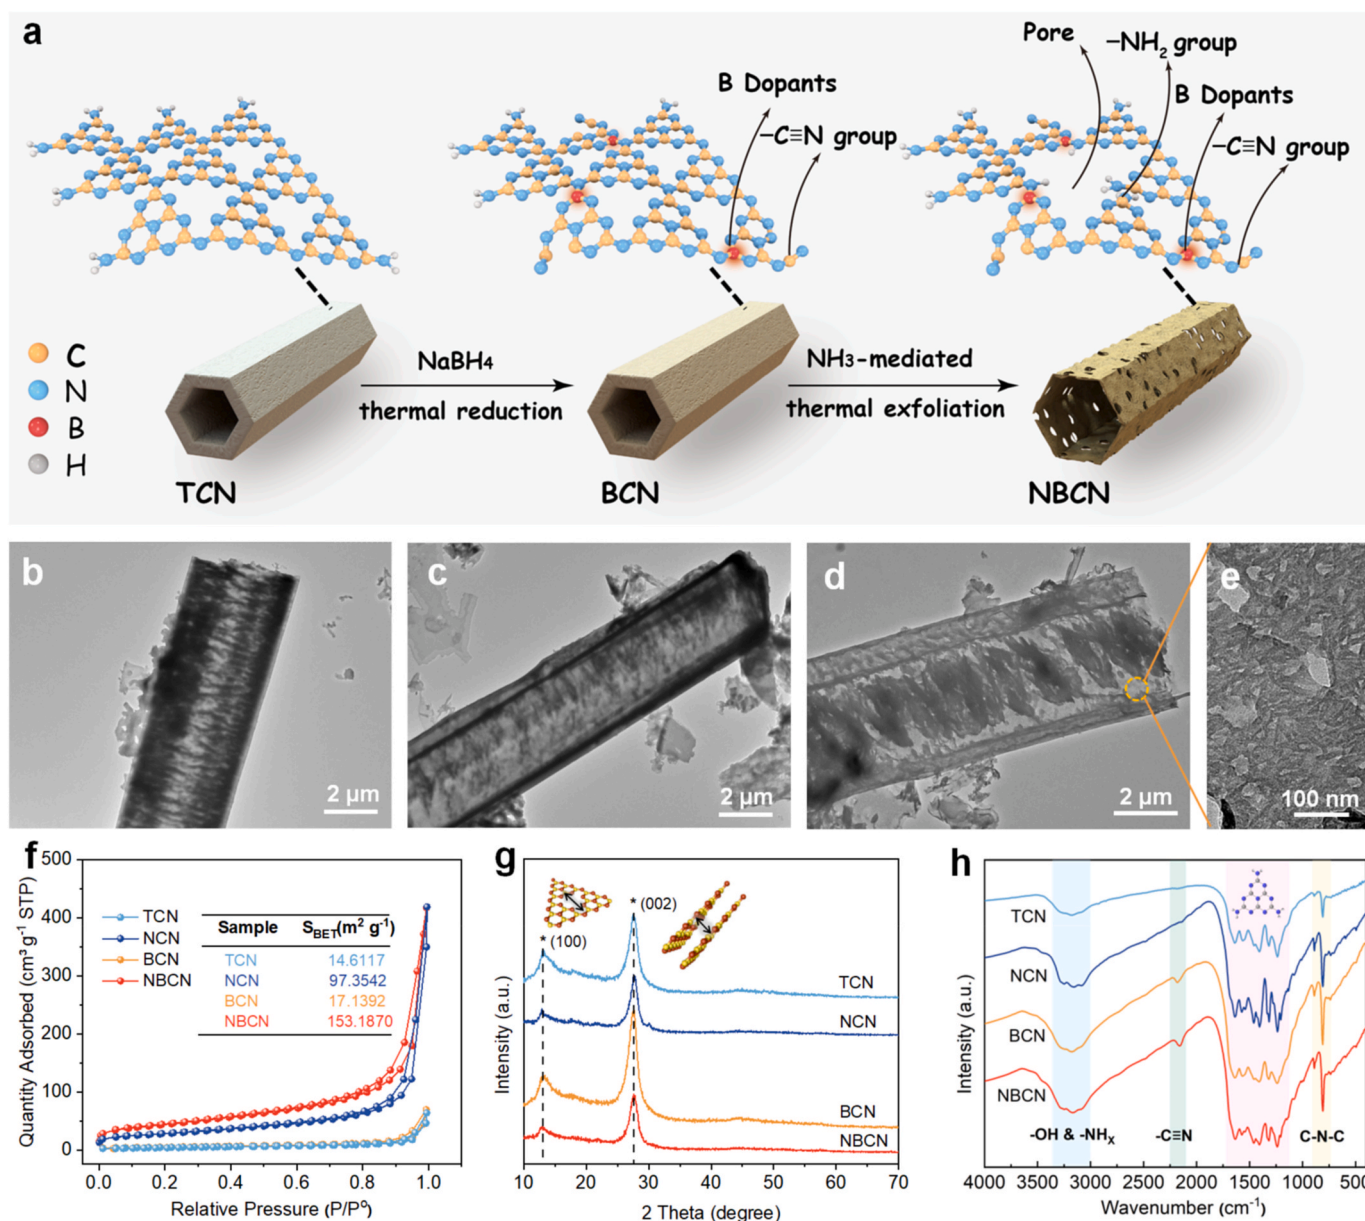 a
Pore
–NH₂ group
B Dopants
–C≡N group
B Dopants
–C≡N group
C
N
B
H
NaBH4
thermal reduction
NH3-mediated
thermal exfoliation
TCN
BCN
NBCN
b
2 μm
c
2 μm
d
2 μm
e
100 nm
f
Quantity Adsorbed (cm³ g⁻¹ STP)
500
400
300
200
100
0
TCN
NCN
BCN
NBCN
Sample S_BET(m² g⁻¹)
TCN 14.6117
NCN 97.3542
BCN 17.1392
NBCN 153.1870
0.0 0.2 0.4 0.6 0.8 1.0
Relative Pressure (P/P⁰)
g
Intensity (a.u.)
* (100)
* (002)
TCN
NCN
BCN
NBCN
10 20 30 40 50 60 70
2 Theta (degree)
h
Intensity (a.u.)
TCN
NCN
BCN
NBCN
-OH & -NHₓ
-C≡N
C-N-C
4000 3500 3000 2500 2000 1500 1000 500
Wavenumber (cm⁻¹)